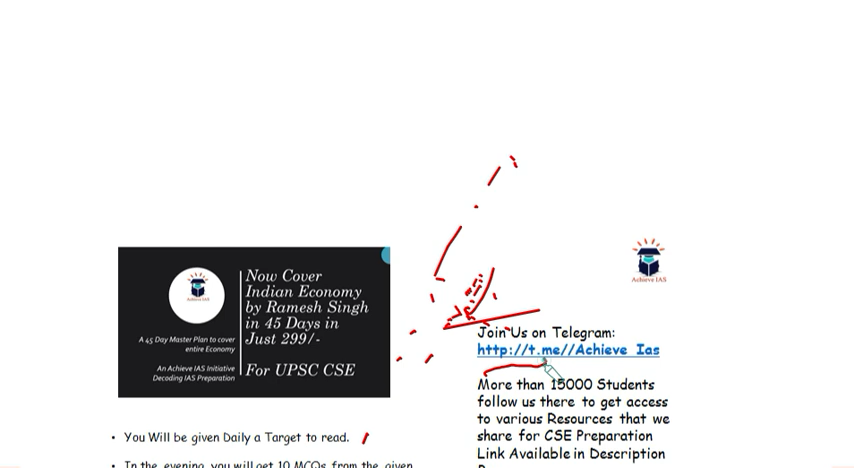 Achieve IAS
Now Cover
Indian Economy
by Ramesh Singh
in 45 Days in
Just 299/-
For UPSC CSE
A 45 Day Master Plan to cover
entire Economy
An Achieve IAS Initiative
Decoding IAS Preparation
• You Will be given Daily a Target to read.
• In the evening, you will get 10 MCQs from the given
Achieve IAS
Join Us on Telegram:
http://t.me//Achieve_Ias
More than 15000 Students
follow us there to get access
to various Resources that we
share for CSE Preparation
Link Available in Description